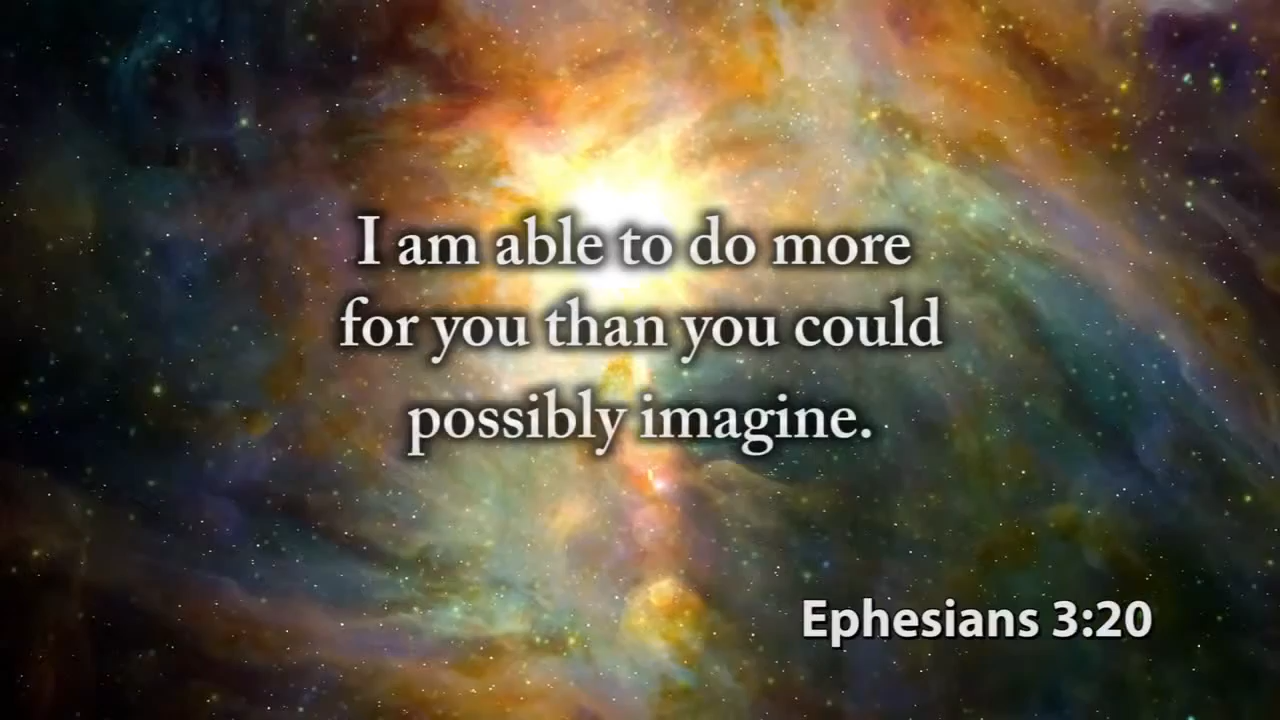 I am able to do more
for you than you could
possibly imagine.
Ephesians 3:20